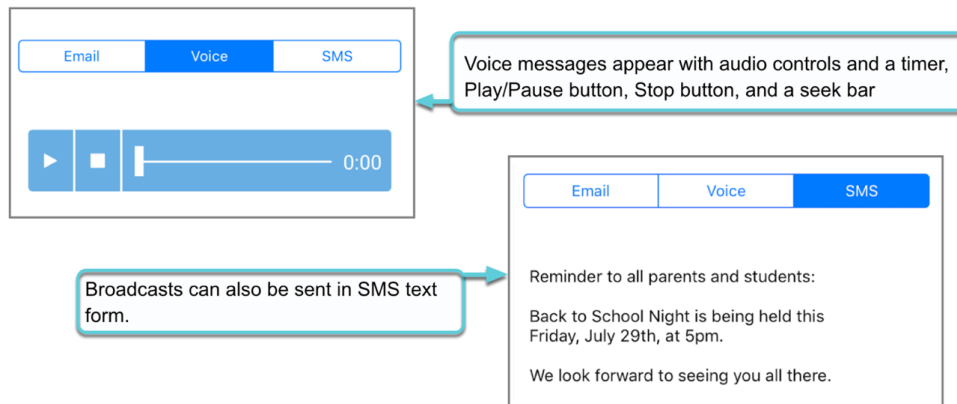 Email Voice SMS
Voice messages appear with audio controls and a timer,
Play/Pause button, Stop button, and a seek bar
0:00
Email Voice SMS
Broadcasts can also be sent in SMS text
form.
Reminder to all parents and students:
Back to School Night is being held this
Friday, July 29th, at 5pm.
We look forward to seeing you all there.